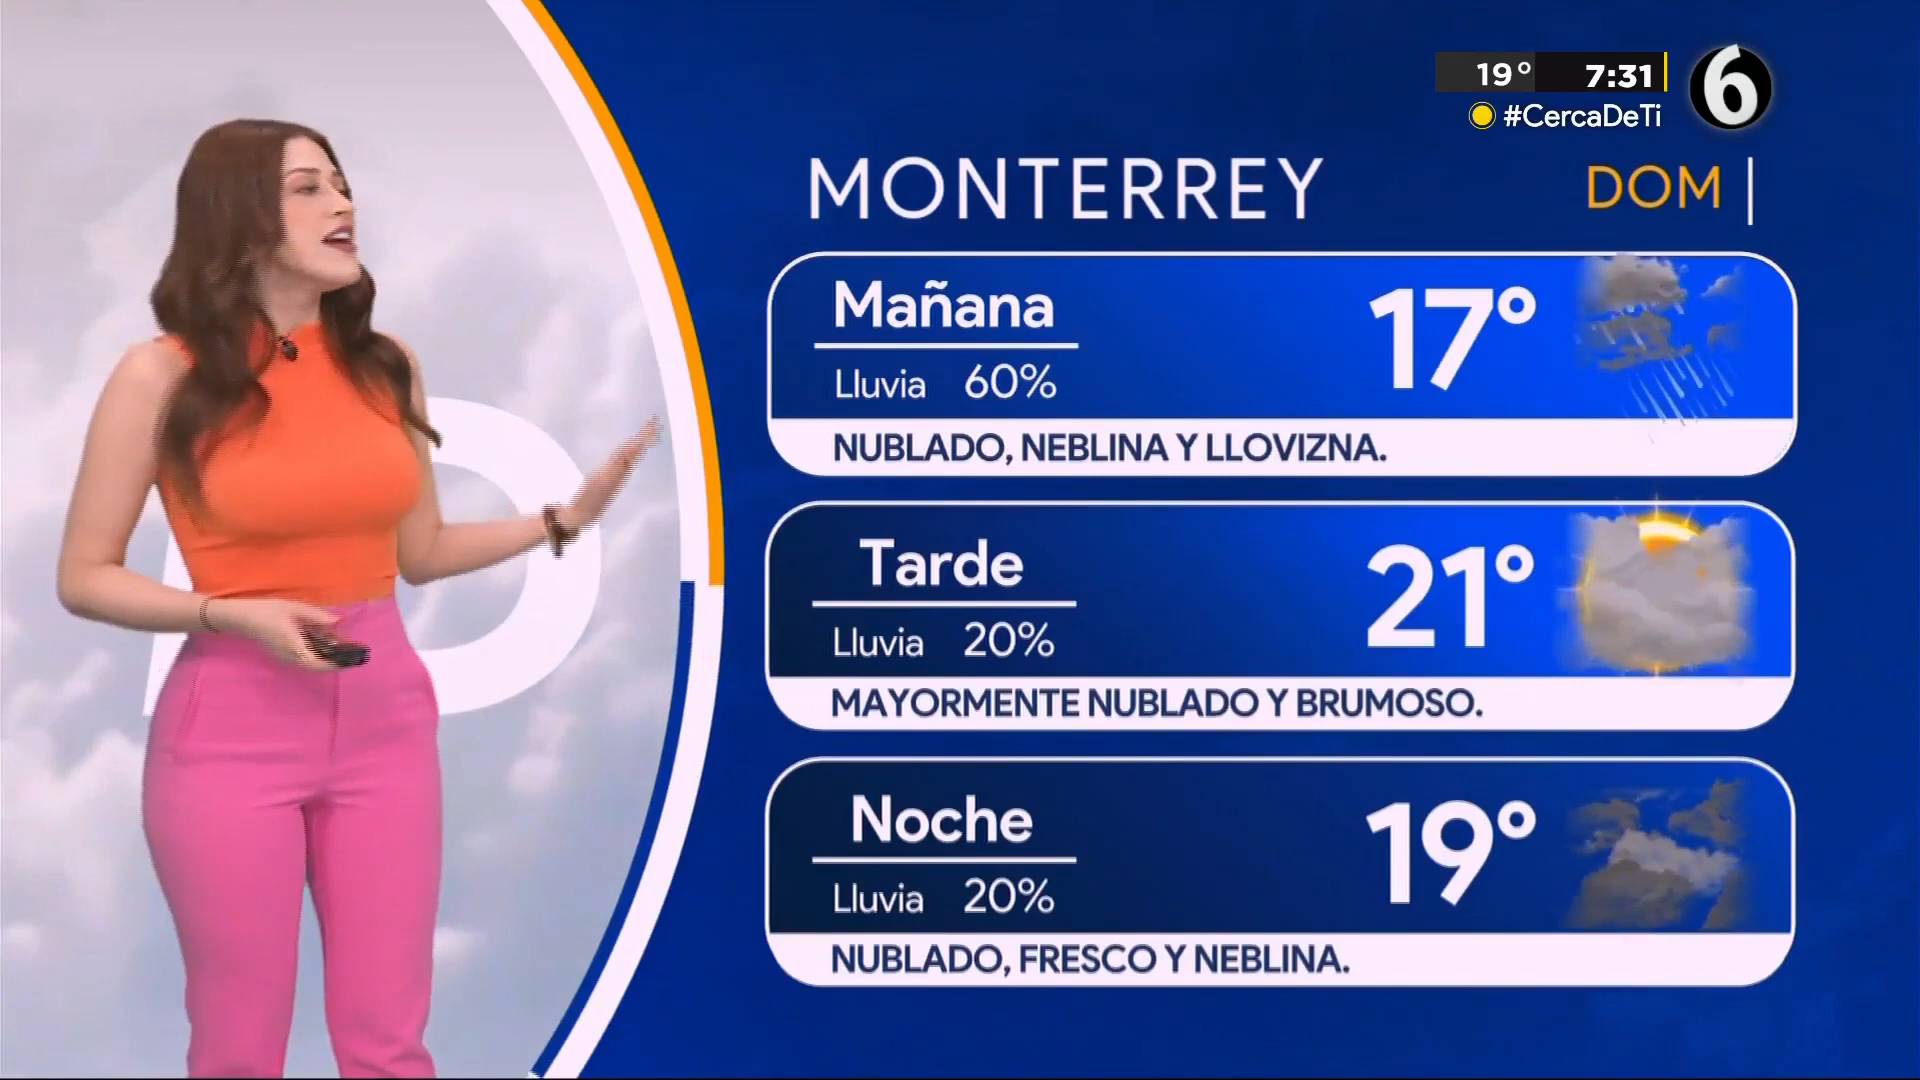 19° 7:31
6
#CercaDeTi
MONTERREY DOM
Mañana
17°
Lluvia 60%
NUBLADO, NEBLINA Y LLOVIZNA.
Tarde
21°
Lluvia 20%
MAYORMENTE NUBLADO Y BRUMOSO.
Noche
19°
Lluvia 20%
NUBLADO, FRESCO Y NEBLINA.